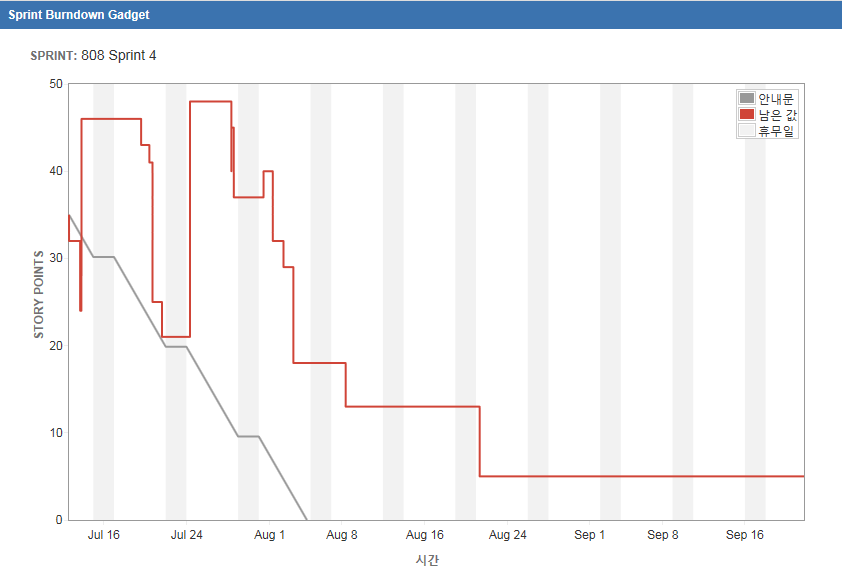 Sprint Burndown Gadget
SPRINT: 808 Sprint 4
50
40
30
20
10
0
STORY POINTS
안내문
남은 값
휴무일
Jul 16 Jul 24 Aug 1 Aug 8 Aug 16 Aug 24 Sep 1 Sep 8 Sep 16
시간